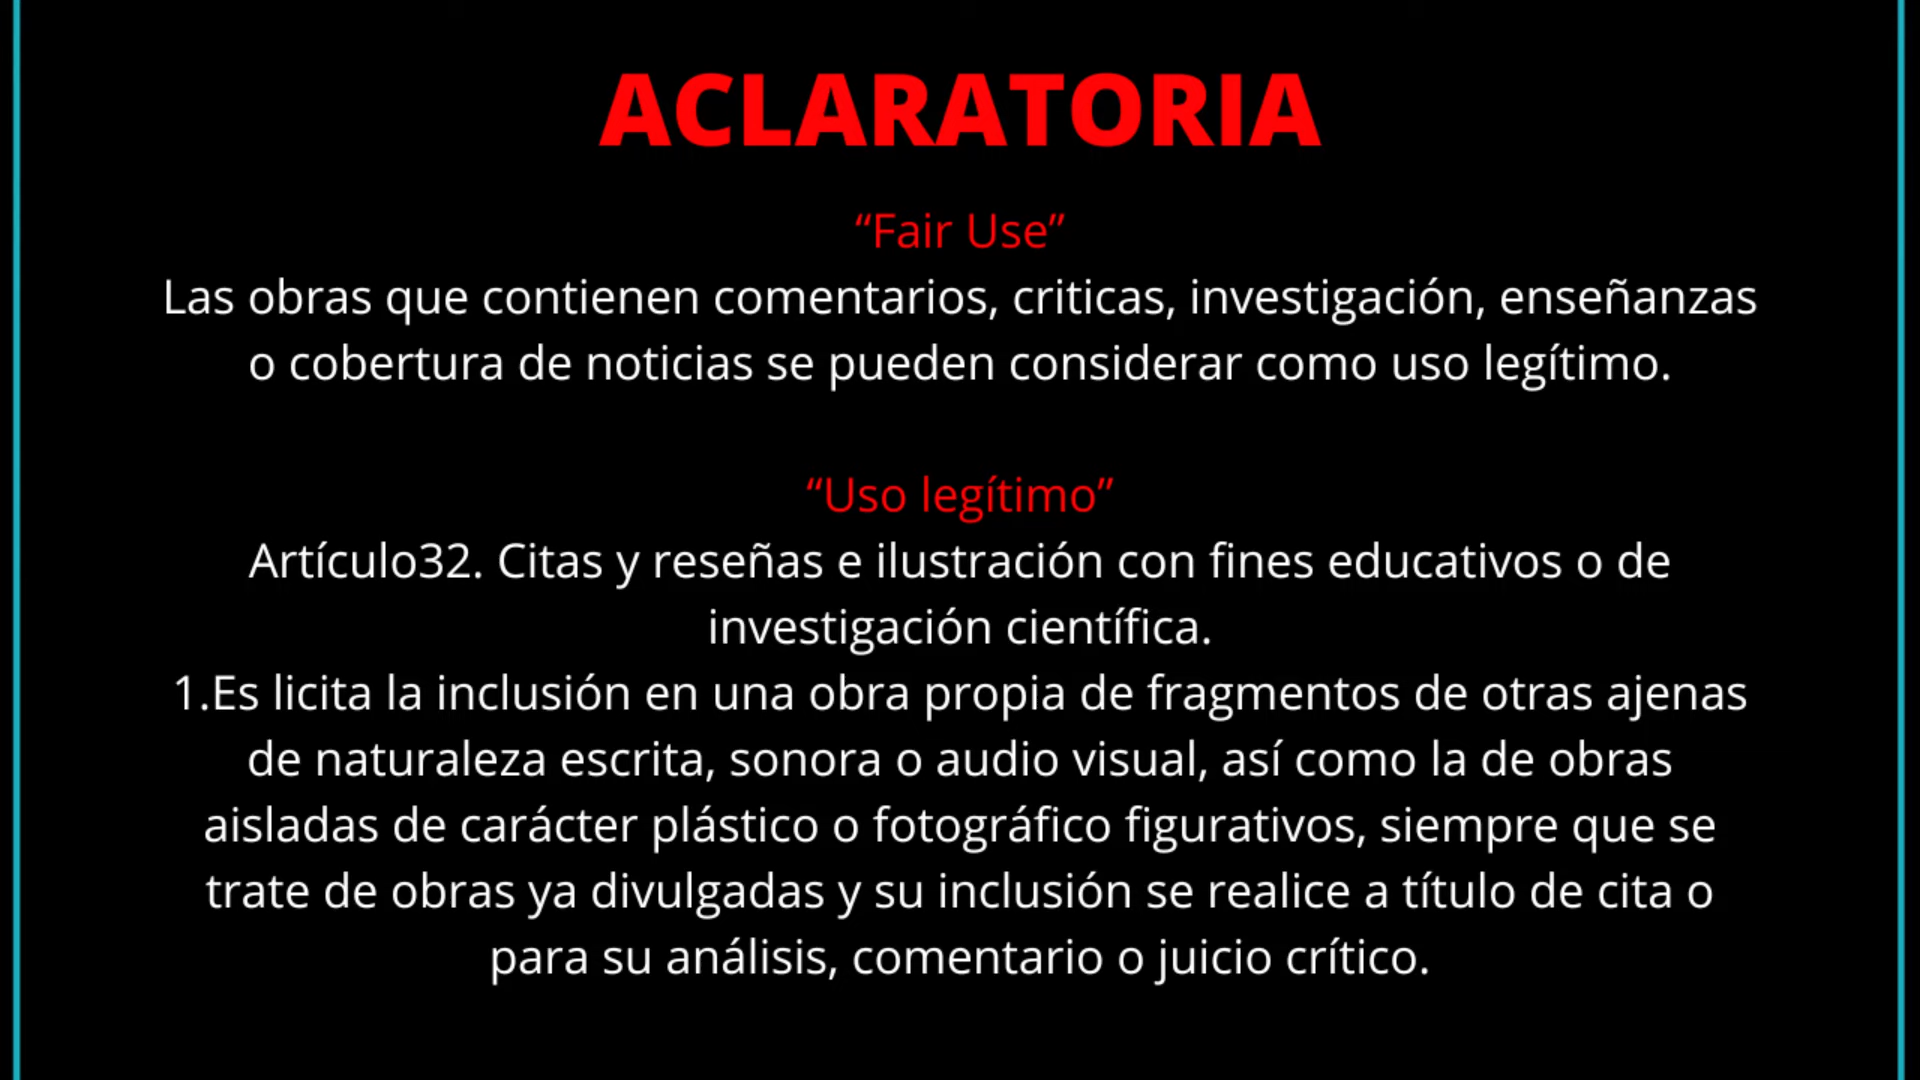 ACLARATORIA
“Fair Use”
Las obras que contienen comentarios, criticas, investigación, enseñanzas
o cobertura de noticias se pueden considerar como uso legítimo.
“Uso legítimo”
Artículo32. Citas y reseñas e ilustración con fines educativos o de
investigación científica.
1.Es licita la inclusión en una obra propia de fragmentos de otras ajenas
de naturaleza escrita, sonora o audio visual, así como la de obras
aisladas de carácter plástico o fotográfico figurativos, siempre que se
trate de obras ya divulgadas y su inclusión se realice a título de cita o
para su análisis, comentario o juicio crítico.